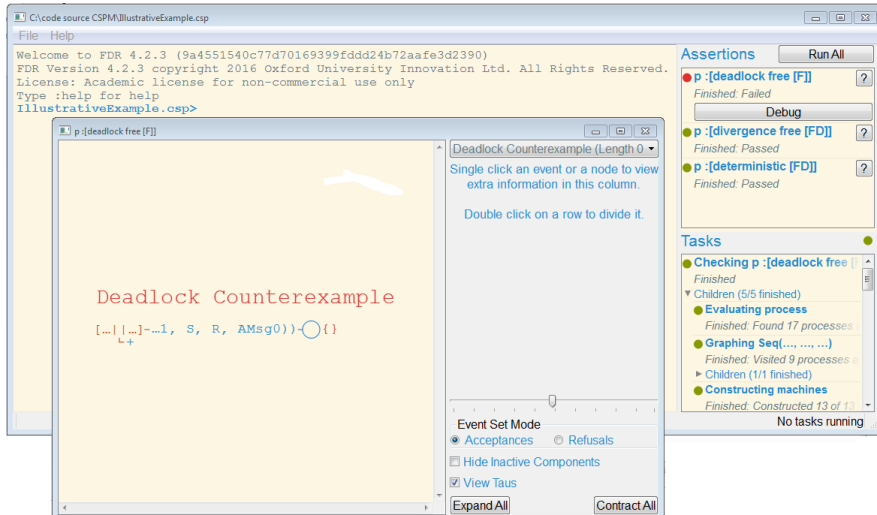 C:\code source CSPM\IllustrativeExample.csp
File Help
Welcome to FDR 4.2.3 (9a4551540c77d70169399fddd24b72aafe3d2390)
FDR Version 4.2.3 copyright 2016 Oxford University Innovation Ltd. All Rights Reserved.
License: Academic license for non-commercial use only
Type :help for help
IllustrativeExample.csp>
p :[deadlock free [F]]
Deadlock Counterexample
[…||…]-…1, S, R, AMsg0))-{}
+
Deadlock Counterexample (Length 0
Single click an event or a node to view
extra information in this column.
Double click on a row to divide it.
Event Set Mode
Acceptances Refusals
Hide Inactive Components
View Taus
Expand All Contract All
Assertions Run All
p :[deadlock free [F]] ?
Finished: Failed
Debug
p :[divergence free [FD]] ?
Finished: Passed
p :[deterministic [FD]] ?
Finished: Passed
Tasks
Checking p :[deadlock free [
Finished
Children (5/5 finished)
Evaluating process
Finished: Found 17 processes
Graphing Seq(…, …, …)
Finished: Visited 9 processes
Children (1/1 finished)
Constructing machines
Finished: Constructed 13 of 13
No tasks running